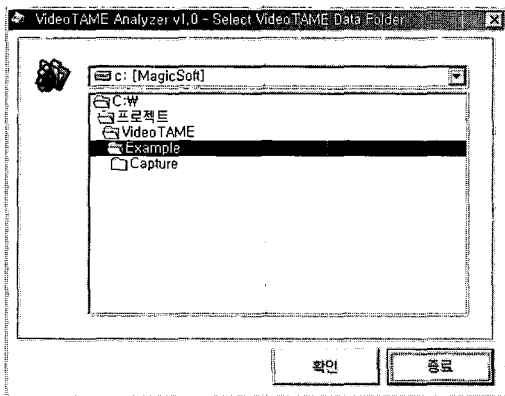 VideoTAME Analyzer v1,0 - Select VideoTAME Data Folder
c: [MagicSoft]
C:₩
프로젝트
VideoTAME
Example
Capture
확인
종료